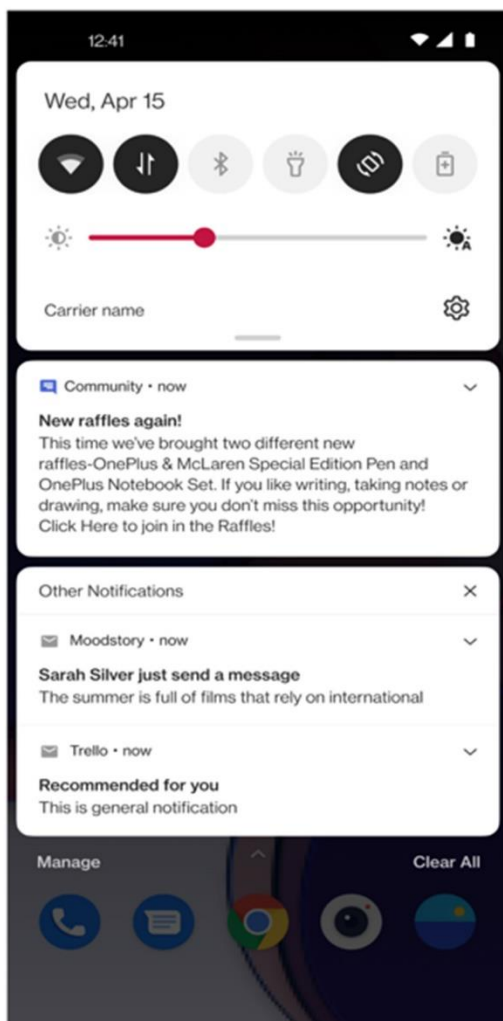 12:41
Wed, Apr 15
A
Carrier name
Community • now
New raffles again!
This time we've brought two different new
raffles-OnePlus & McLaren Special Edition Pen and
OnePlus Notebook Set. If you like writing, taking notes or
drawing, make sure you don't miss this opportunity!
Click Here to join in the Raffles!
Other Notifications
Moodstory • now
Sarah Silver just send a message
The summer is full of films that rely on international
Trello • now
Recommended for you
This is general notification
Manage
Clear All